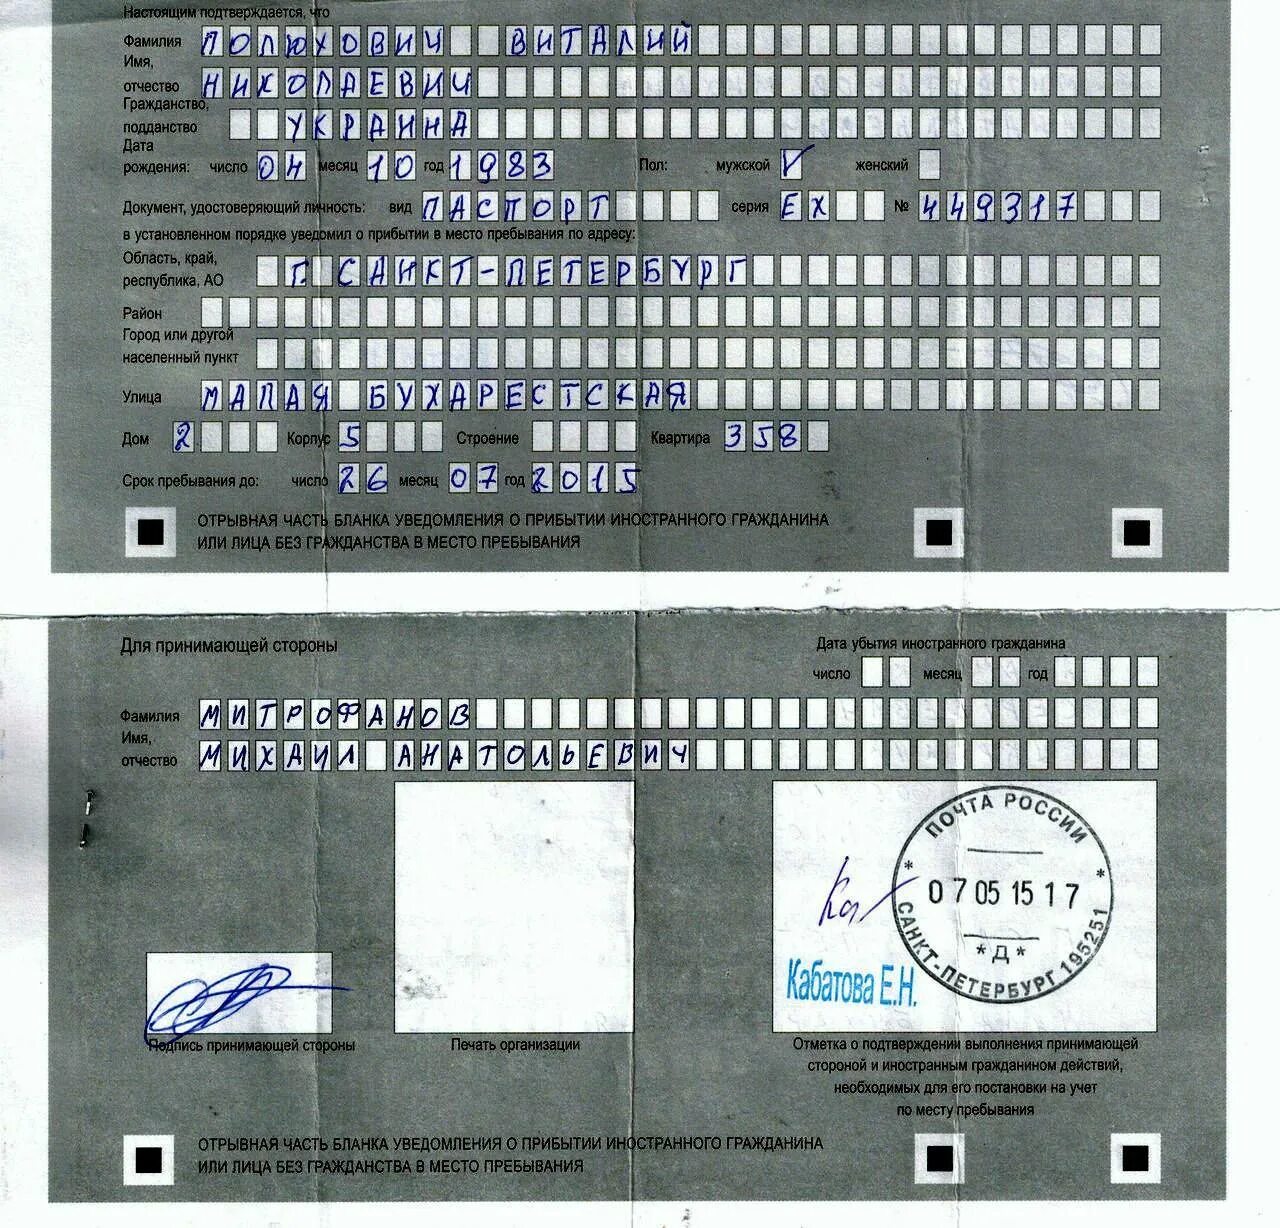 Настоящим подтверждается, что
Фамилия ПОЛЮХОВИЧ ВИТАЛИЙ
Имя,
отчество НИКОЛАЕВИЧ
Гражданство,
подданство УКРАИНА
Дата
рождения: число 04 месяц 10 год 1983 Пол: мужской V женский
Документ, удостоверяющий личность: вид ПАСПОРТ серия ЕХ № 449317
в установленном порядке уведомил о прибытии в место пребывания по адресу:
Область, край,
республика, АО Г. САНКТ-ПЕТЕРБУРГ
Район
Город или другой
населенный пункт
Улица МАЛАЯ БУХАРЕСТСКАЯ
Дом 2 Корпус 5 Строение Квартира 358
Срок пребывания до: число 26 месяц 07 год 2015
ОТРЫВНАЯ ЧАСТЬ БЛАНКА УВЕДОМЛЕНИЯ О ПРИБЫТИИ ИНОСТРАННОГО ГРАЖДАНИНА
ИЛИ ЛИЦА БЕЗ ГРАЖДАНСТВА В МЕСТО ПРЕБЫВАНИЯ
Для принимающей стороны
Дата убытия иностранного гражданина
число месяц год
Фамилия МИТРОФАНОВ
Имя,
отчество МИХАИЛ АНАТОЛЬЕВИЧ
ПОЧТА РОССИИ
07 05 15 17
*Д*
САНКТ-ПЕТЕРБУРГ 195251
Кабатова Е.Н.
Подпись принимающей стороны
Печать организации
Отметка о подтверждении выполнения принимающей
стороной и иностранным гражданином действий,
необходимых для его постановки на учет
по месту пребывания
ОТРЫВНАЯ ЧАСТЬ БЛАНКА УВЕДОМЛЕНИЯ О ПРИБЫТИИ ИНОСТРАННОГО ГРАЖДАНИНА
ИЛИ ЛИЦА БЕЗ ГРАЖДАНСТВА В МЕСТО ПРЕБЫВАНИЯ